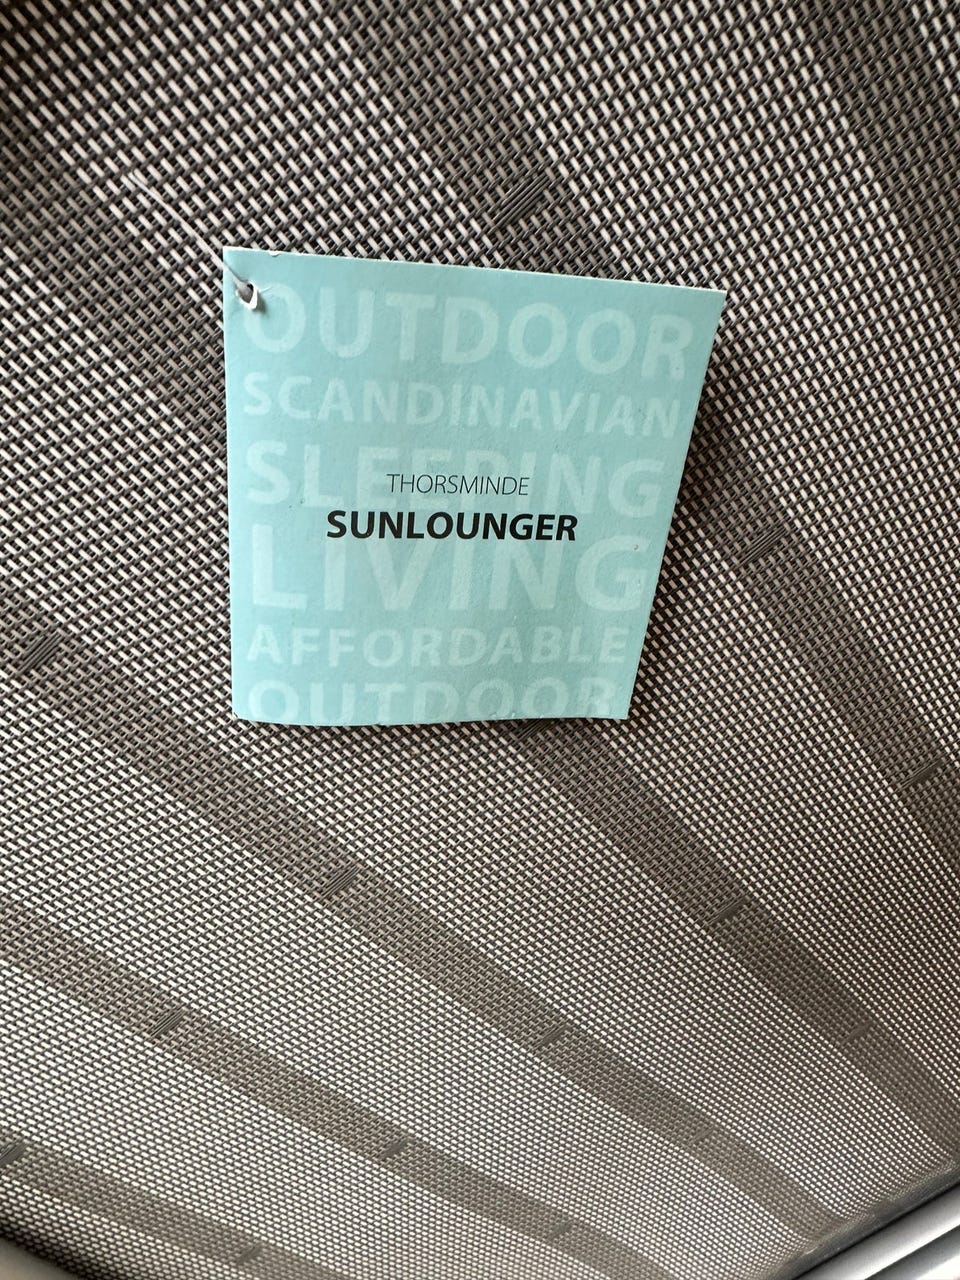 OUTDOOR
SCANDINAVIAN
SLEEPING
THORSMINDE
SUNLOUNGER
LIVING
AFFORDABLE
OUTDOOR